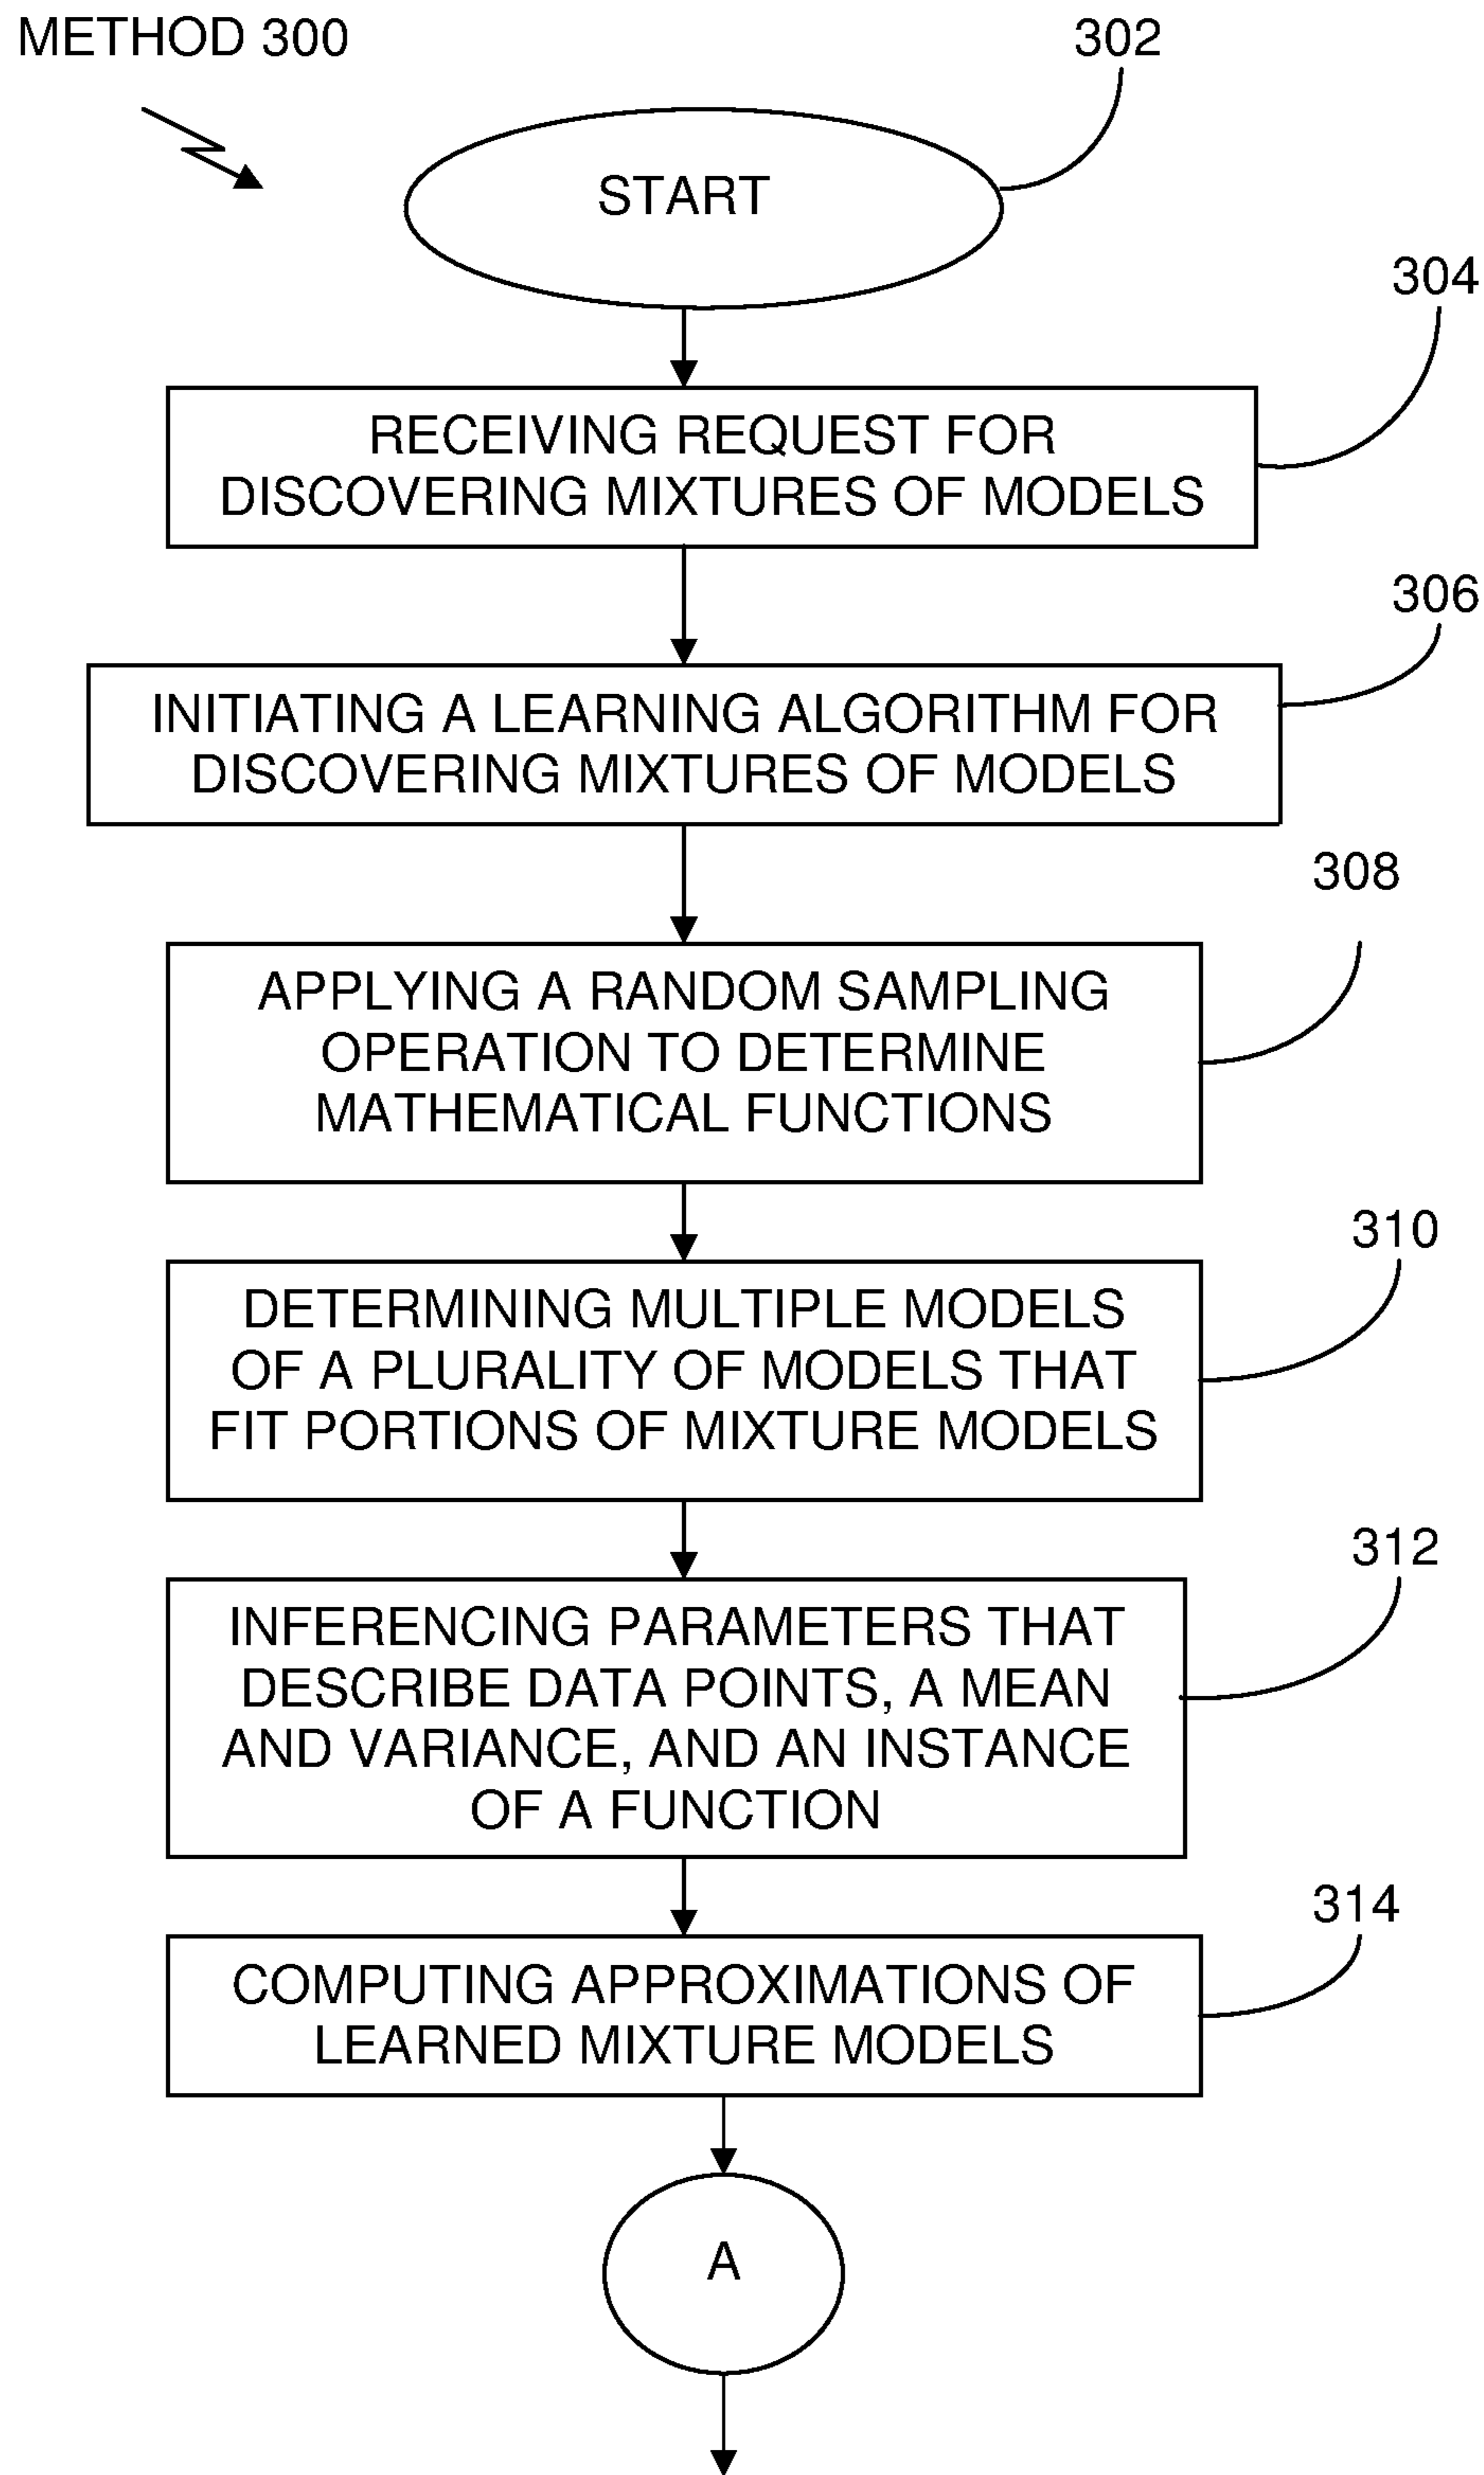 METHOD 300
302
START
304
RECEIVING REQUEST FOR
DISCOVERING MIXTURES OF MODELS
306
INITIATING A LEARNING ALGORITHM FOR
DISCOVERING MIXTURES OF MODELS
308
APPLYING A RANDOM SAMPLING
OPERATION TO DETERMINE
MATHEMATICAL FUNCTIONS
310
DETERMINING MULTIPLE MODELS
OF A PLURALITY OF MODELS THAT
FIT PORTIONS OF MIXTURE MODELS
312
INFERENCING PARAMETERS THAT
DESCRIBE DATA POINTS, A MEAN
AND VARIANCE, AND AN INSTANCE
OF A FUNCTION
314
COMPUTING APPROXIMATIONS OF
LEARNED MIXTURE MODELS
A